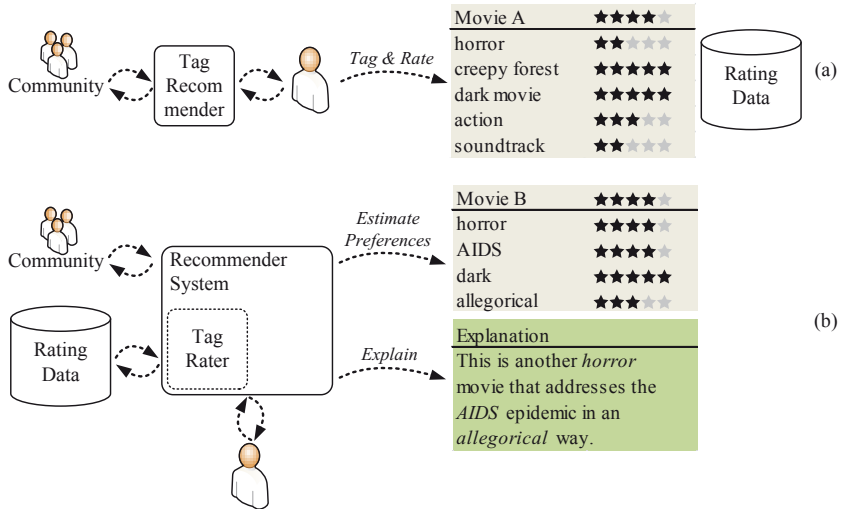 Community
Tag
Recom
mender
Tag & Rate
Movie A
horror
creepy forest
dark movie
action
soundtrack
Rating
Data
(a)
Community
Rating
Data
Recommender
System
Tag
Rater
Estimate
Preferences
Explain
Movie B
horror
AIDS
dark
allegorical
Explanation
This is another horror
movie that addresses the
AIDS epidemic in an
allegorical way.
(b)